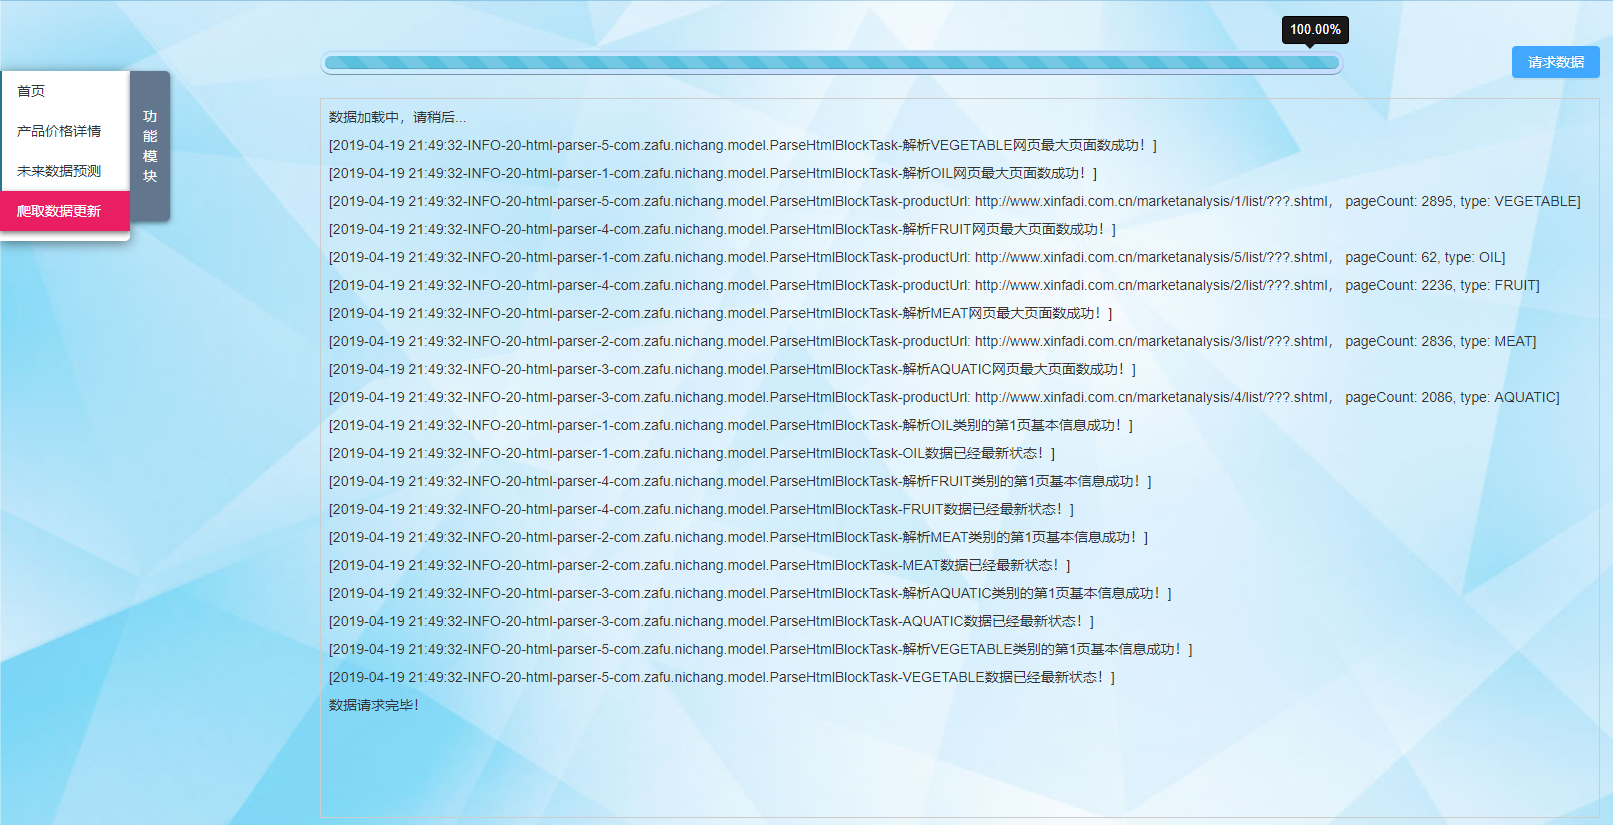 100.00%
请求数据
首页
产品价格详情
未来数据预测
爬取数据更新
功能模块
数据加载中，请稍后...
[2019-04-19 21:49:32-INFO-20-html-parser-5-com.zafu.nichang.model.ParseHtmlBlockTask-解析VEGETABLE网页最大页面数成功！]
[2019-04-19 21:49:32-INFO-20-html-parser-1-com.zafu.nichang.model.ParseHtmlBlockTask-解析OIL网页最大页面数成功！]
[2019-04-19 21:49:32-INFO-20-html-parser-5-com.zafu.nichang.model.ParseHtmlBlockTask-productUrl: http://www.xinfadi.com.cn/marketanalysis/1/list/???.shtml， pageCount: 2895, type: VEGETABLE]
[2019-04-19 21:49:32-INFO-20-html-parser-4-com.zafu.nichang.model.ParseHtmlBlockTask-解析FRUIT网页最大页面数成功！]
[2019-04-19 21:49:32-INFO-20-html-parser-1-com.zafu.nichang.model.ParseHtmlBlockTask-productUrl: http://www.xinfadi.com.cn/marketanalysis/5/list/???.shtml， pageCount: 62, type: OIL]
[2019-04-19 21:49:32-INFO-20-html-parser-4-com.zafu.nichang.model.ParseHtmlBlockTask-productUrl: http://www.xinfadi.com.cn/marketanalysis/2/list/???.shtml， pageCount: 2236, type: FRUIT]
[2019-04-19 21:49:32-INFO-20-html-parser-2-com.zafu.nichang.model.ParseHtmlBlockTask-解析MEAT网页最大页面数成功！]
[2019-04-19 21:49:32-INFO-20-html-parser-2-com.zafu.nichang.model.ParseHtmlBlockTask-productUrl: http://www.xinfadi.com.cn/marketanalysis/3/list/???.shtml， pageCount: 2836, type: MEAT]
[2019-04-19 21:49:32-INFO-20-html-parser-3-com.zafu.nichang.model.ParseHtmlBlockTask-解析AQUATIC网页最大页面数成功！]
[2019-04-19 21:49:32-INFO-20-html-parser-3-com.zafu.nichang.model.ParseHtmlBlockTask-productUrl: http://www.xinfadi.com.cn/marketanalysis/4/list/???.shtml， pageCount: 2086, type: AQUATIC]
[2019-04-19 21:49:32-INFO-20-html-parser-1-com.zafu.nichang.model.ParseHtmlBlockTask-解析OIL类别的第1页基本信息成功！]
[2019-04-19 21:49:32-INFO-20-html-parser-1-com.zafu.nichang.model.ParseHtmlBlockTask-OIL数据已经最新状态！]
[2019-04-19 21:49:32-INFO-20-html-parser-4-com.zafu.nichang.model.ParseHtmlBlockTask-解析FRUIT类别的第1页基本信息成功！]
[2019-04-19 21:49:32-INFO-20-html-parser-4-com.zafu.nichang.model.ParseHtmlBlockTask-FRUIT数据已经最新状态！]
[2019-04-19 21:49:32-INFO-20-html-parser-2-com.zafu.nichang.model.ParseHtmlBlockTask-解析MEAT类别的第1页基本信息成功！]
[2019-04-19 21:49:32-INFO-20-html-parser-2-com.zafu.nichang.model.ParseHtmlBlockTask-MEAT数据已经最新状态！]
[2019-04-19 21:49:32-INFO-20-html-parser-3-com.zafu.nichang.model.ParseHtmlBlockTask-解析AQUATIC类别的第1页基本信息成功！]
[2019-04-19 21:49:32-INFO-20-html-parser-3-com.zafu.nichang.model.ParseHtmlBlockTask-AQUATIC数据已经最新状态！]
[2019-04-19 21:49:32-INFO-20-html-parser-5-com.zafu.nichang.model.ParseHtmlBlockTask-解析VEGETABLE类别的第1页基本信息成功！]
[2019-04-19 21:49:32-INFO-20-html-parser-5-com.zafu.nichang.model.ParseHtmlBlockTask-VEGETABLE数据已经最新状态！]
数据请求完毕！